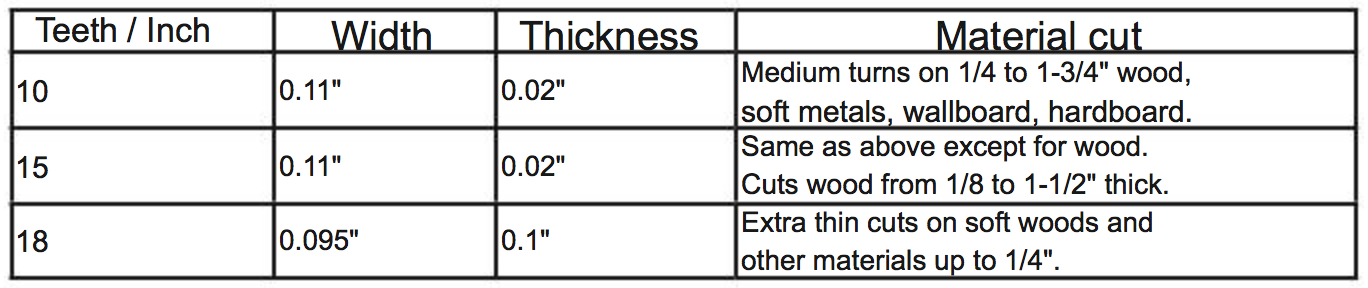 Teeth / Inch Width Thickness Material cut
10 0.11" 0.02" Medium turns on 1/4 to 1-3/4" wood,
soft metals, wallboard, hardboard.
15 0.11" 0.02" Same as above except for wood.
Cuts wood from 1/8 to 1-1/2" thick.
18 0.095" 0.1" Extra thin cuts on soft woods and
other materials up to 1/4".